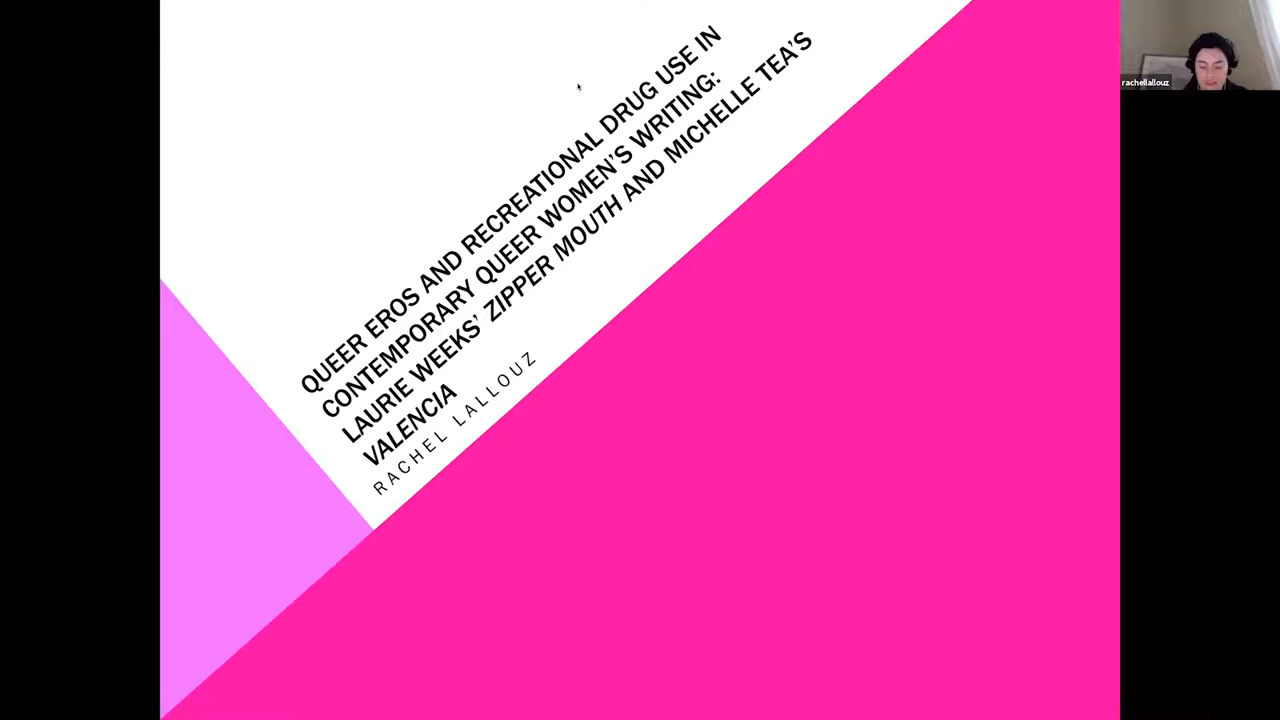 QUEER EROS AND RECREATIONAL DRUG USE IN
CONTEMPORARY QUEER WOMEN'S WRITING:
LAURIE WEEKS' ZIPPER MOUTH AND MICHELLE TEA'S
VALENCIA
RACHEL LALLOUZ
rachellallouz